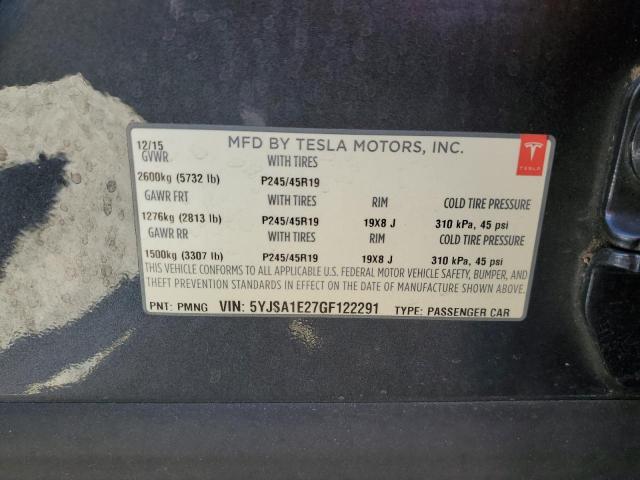 12/15 MFD BY TESLA MOTORS, INC.
GVWR WITH TIRES
2600kg (5732 lb) P245/45R19
GAWR FRT WITH TIRES RIM COLD TIRE PRESSURE
1276kg (2813 lb) P245/45R19 19X8 J 310 kPa, 45 psi
GAWR RR WITH TIRES RIM COLD TIRE PRESSURE
1500kg (3307 lb) P245/45R19 19X8 J 310 kPa, 45 psi
THIS VEHICLE CONFORMS TO ALL APPLICABLE U.S. FEDERAL MOTOR VEHICLE SAFETY, BUMPER, AND
THEFT PREVENTION STANDARDS IN EFFECT ON THE DATE OF MANUFACTURE SHOWN ABOVE.
PNT: PMNG VIN: 5YJSA1E27GF122291 TYPE: PASSENGER CAR